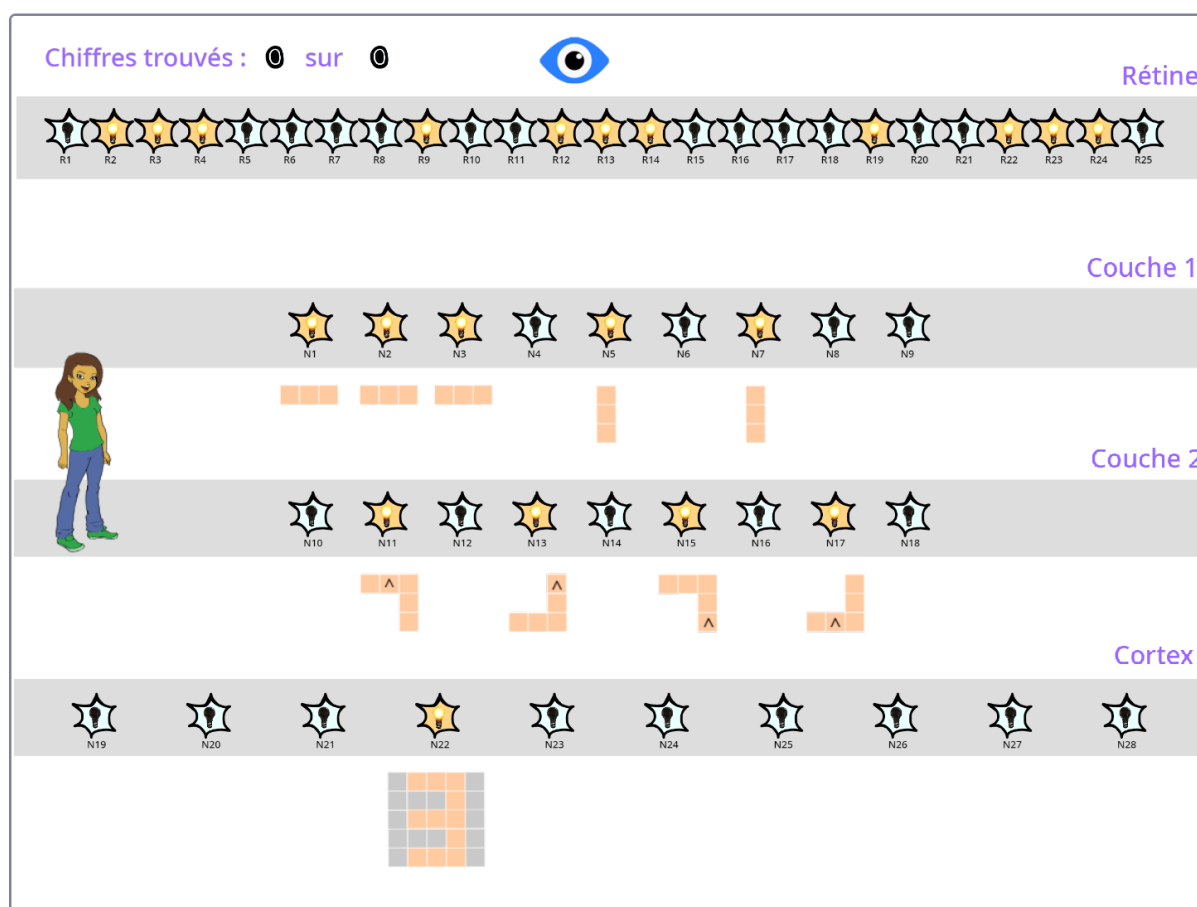 Chiffres trouvés : 0 sur 0
Rétine
R1 R2 R3 R4 R5 R6 R7 R8 R9 R10 R11 R12 R13 R14 R15 R16 R17 R18 R19 R20 R21 R22 R23 R24 R25
Couche 1
N1 N2 N3 N4 N5 N6 N7 N8 N9
Couche 2
N10 N11 N12 N13 N14 N15 N16 N17 N18
^ ^ ^ ^
Cortex
N19 N20 N21 N22 N23 N24 N25 N26 N27 N28